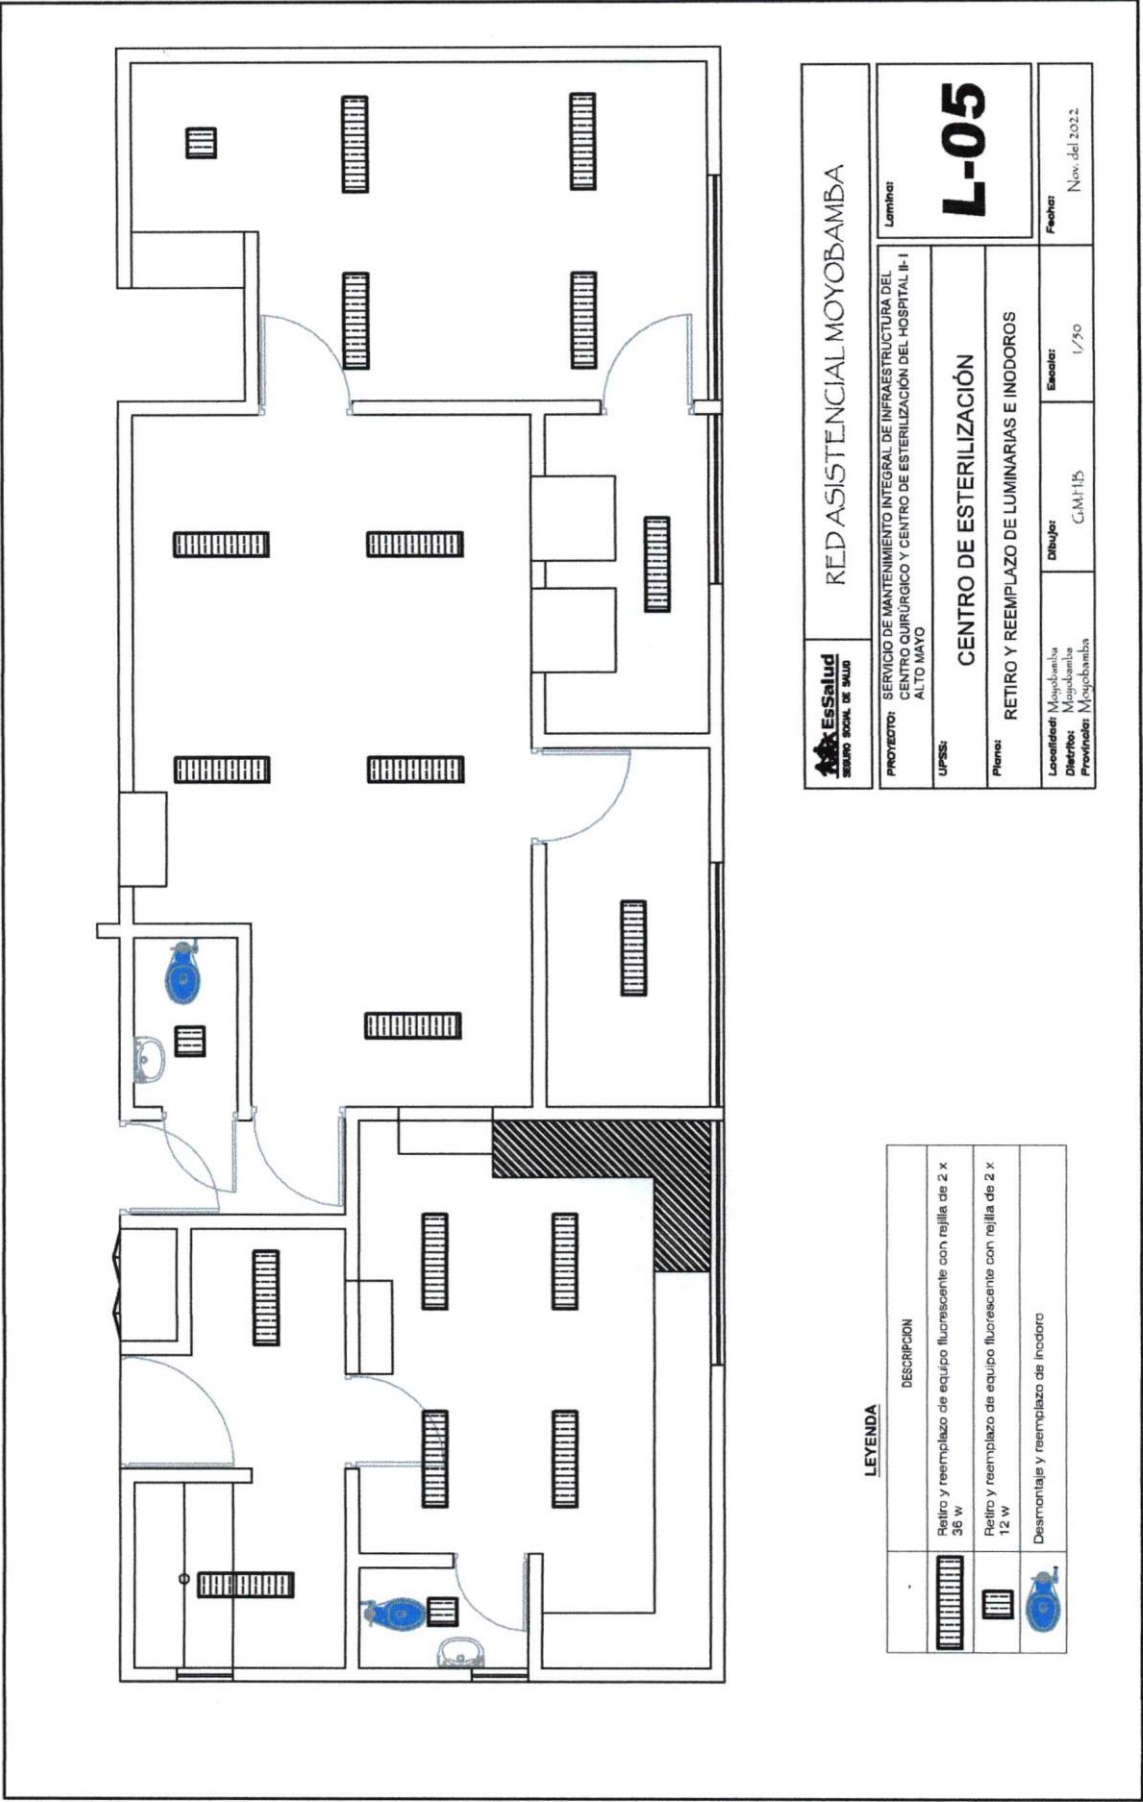 LEYENDA
DESCRIPCION
Retiro y reemplazo de equipo fluorescente con rejilla de 2 x
36 w
Retiro y reemplazo de equipo fluorescente con rejilla de 2 x
12 w
Desmontaje y reemplazo de Inodoro
EsSalud
SEGURO SOCIAL DE SALUD
RED ASISTENCIAL MOYOBAMBA
PROYECTO: SERVICIO DE MANTENIMIENTO INTEGRAL DE INFRAESTRUCTURA DEL
CENTRO QUIRÚRGICO Y CENTRO DE ESTERILIZACIÓN DEL HOSPITAL II-I
ALTO MAYO
Lamina:
L-05
UPSS:
CENTRO DE ESTERILIZACIÓN
Plano:
RETIRO Y REEMPLAZO DE LUMINARIAS E INODOROS
Localidad: Moyobamba
Distrito: Moyobamba
Provincia: Moyobamba
Dibujo:
G.M.H.B
Escala:
1/50
Fecha:
Nov. del 2022